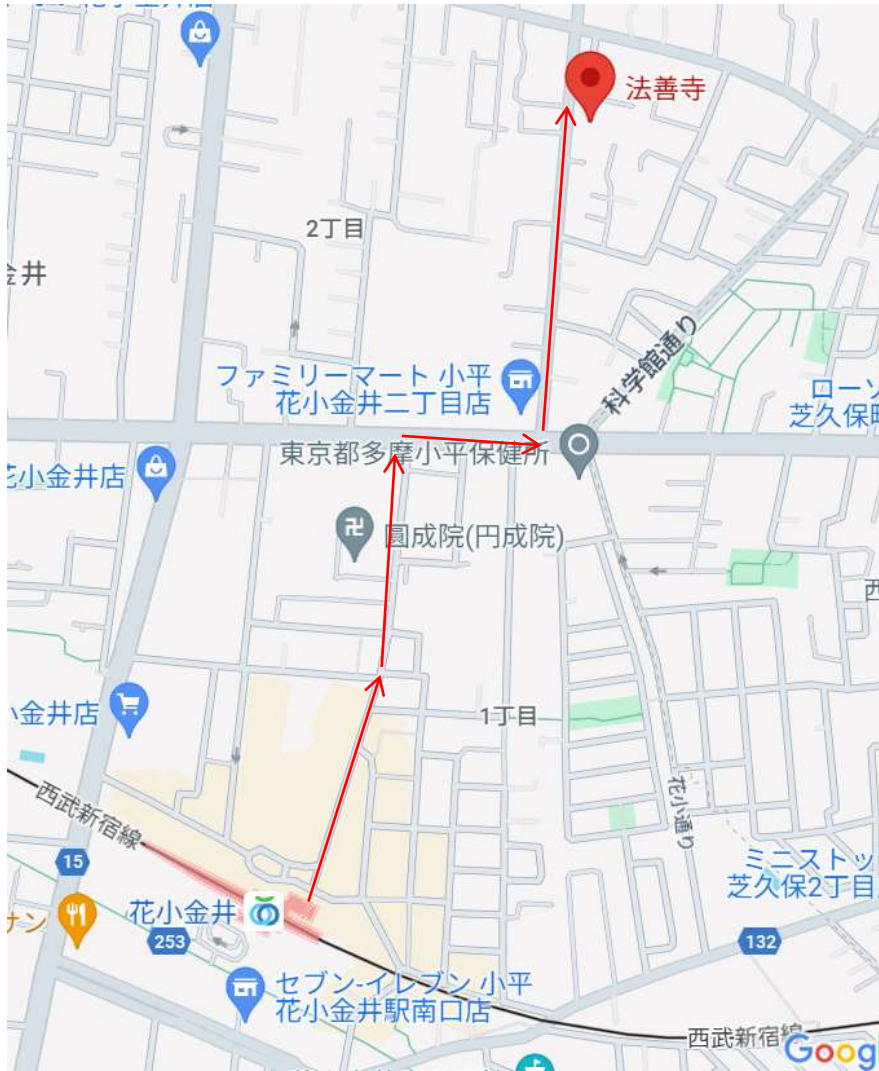 法善寺
2丁目
金井
ファミリーマート 小平
花小金井二丁目店
科学館通り
ローソ
芝久保町
東京都多摩小平保健所
花小金井店
圓成院(円成院)
西
小金井店
1丁目
西武新宿線
花小通り
15
ミニストッ
芝久保2丁目
花小金井
サン
253
132
セブン-イレブン 小平
花小金井駅南口店
西武新宿線
Goog